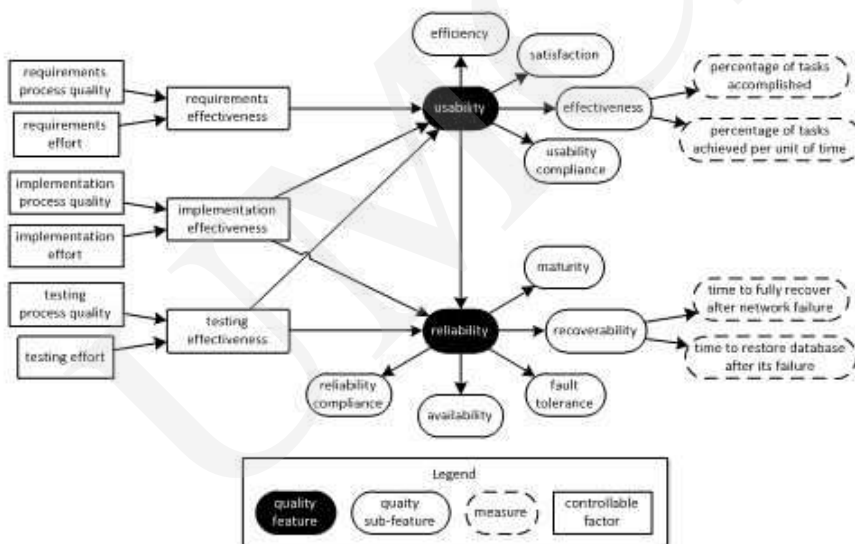 efficiency
satisfaction
percentage of tasks
accomplished
requirements
process quality
requirements
effectiveness
usability
effectiveness
requirements
effort
percentage of tasks
achieved per unit of time
usability
compliance
implementation
process quality
implementation
effectiveness
implementation
effort
maturity
testing
process quality
time to fully recover
after network failure
testing
effectiveness
reliability
recoverability
testing effort
time to restore database
after its failure
reliability
compliance
fault
tolerance
availability
Legend
quality
feature
quaity
sub-feature
measure
controllable
factor